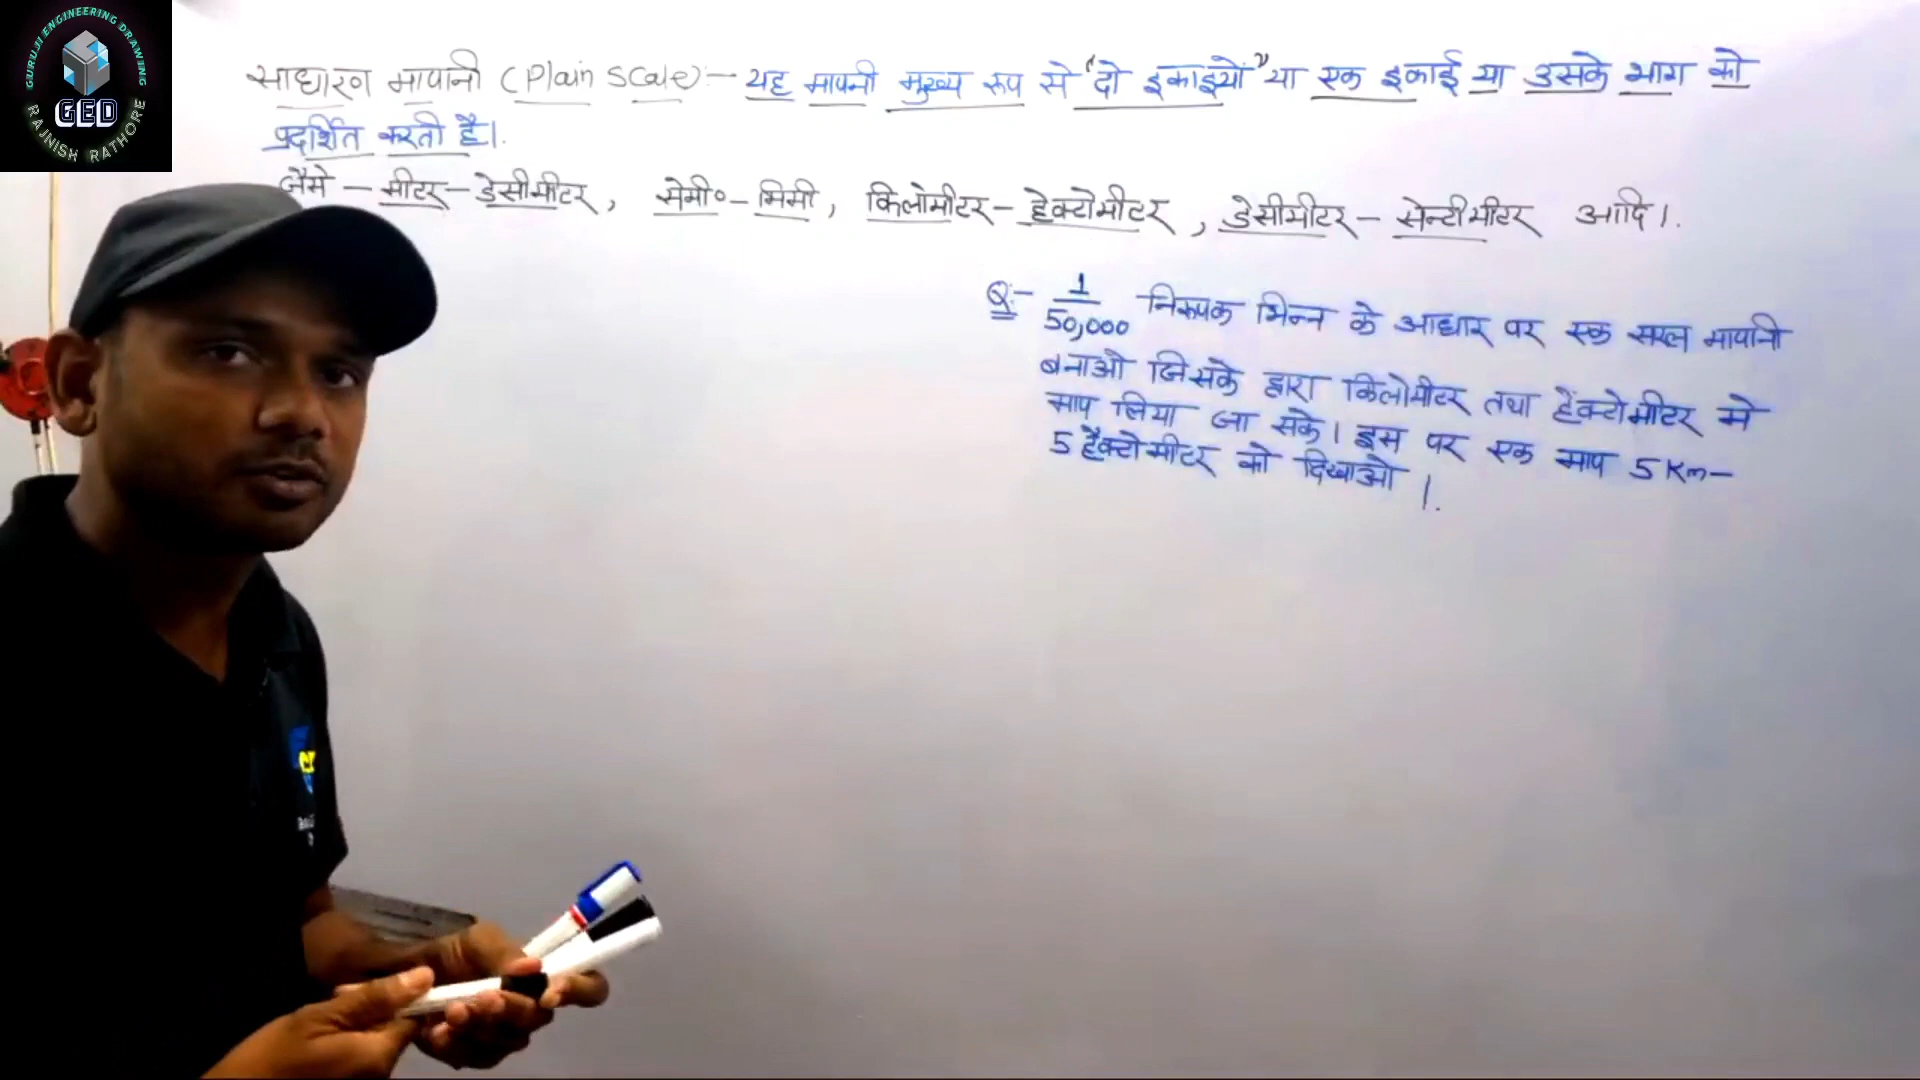 GURUJI ENGINEERING DRAWING
GED
RAJNISH RATHORE
साधारण मापनी (Plain Scale):- यह मापनी मुख्य रूप से "दो इकाइयों" या एक इकाई या उसके भाग को
प्रदर्शित करती है।
जैसे - मीटर - डेसीमीटर, सेमी० - मिमी, किलोमीटर - हेक्टोमीटर, डेसीमीटर - सेन्टीमीटर आदि।
Q:- 1/50,000 निरूपक भिन्न के आधार पर एक सरल मापनी
बनाओ जिसके द्वारा किलोमीटर तथा हैक्टोमीटर मे
माप लिया जा सके। इस पर एक माप 5 Km-
5 हैक्टोमीटर को दिखाओ।